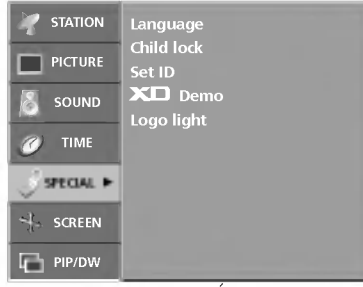 STATION
PICTURE
SOUND
TIME
SPECIAL
SCREEN
PIP/DW
Language
Child lock
Set ID
XD Demo
Logo light